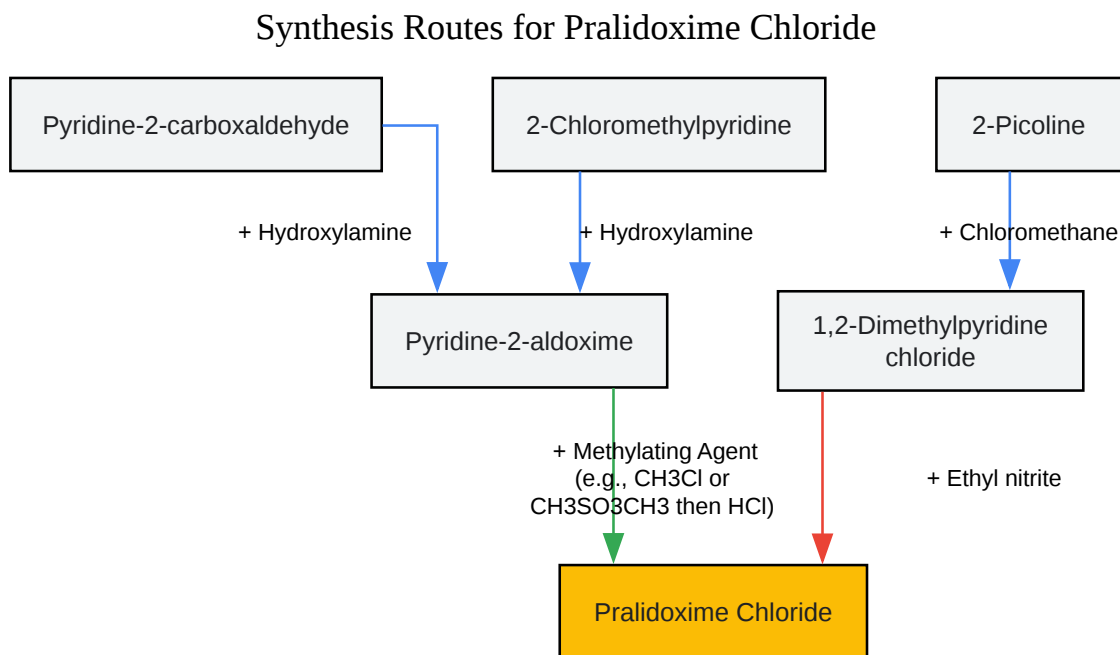 Synthesis Routes for Pralidoxime Chloride
Pyridine-2-carboxaldehyde
2-Chloromethylpyridine
2-Picoline
+ Hydroxylamine
+ Hydroxylamine
+ Chloromethane
Pyridine-2-aldoxime
1,2-Dimethylpyridine
chloride
+ Methylating Agent
(e.g., CH3Cl or
CH3SO3CH3 then HCl)
+ Ethyl nitrite
Pralidoxime Chloride